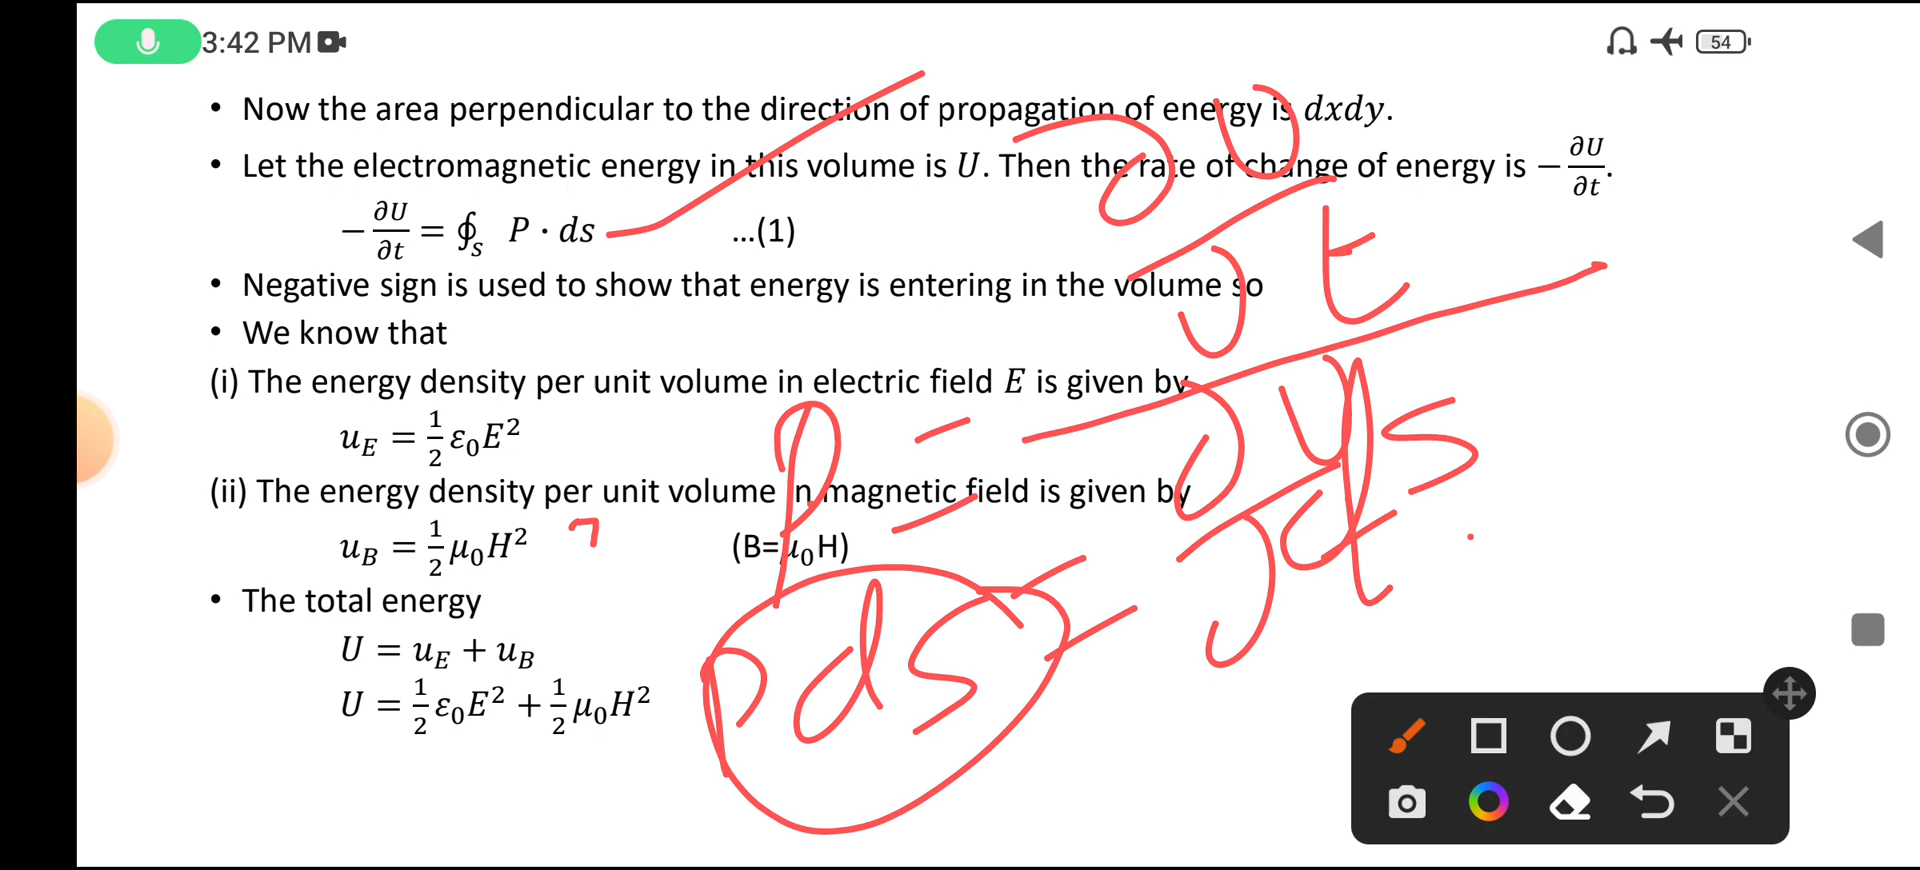 3:42 PM 54
• Now the area perpendicular to the direction of propagation of energy is dxdy.
• Let the electromagnetic energy in this volume is U. Then the rate of change of energy is −∂U/∂t.
−∂U/∂t = ∮s P · ds ...(1)
• Negative sign is used to show that energy is entering in the volume so
• We know that
(i) The energy density per unit volume in electric field E is given by
uE = 1/2 ε0E²
(ii) The energy density per unit volume in magnetic field is given by
uB = 1/2 μ0H² (B=μ0H)
• The total energy
U = uE + uB
U = 1/2 ε0E² + 1/2 μ0H²
∂U
∂t
P ds =